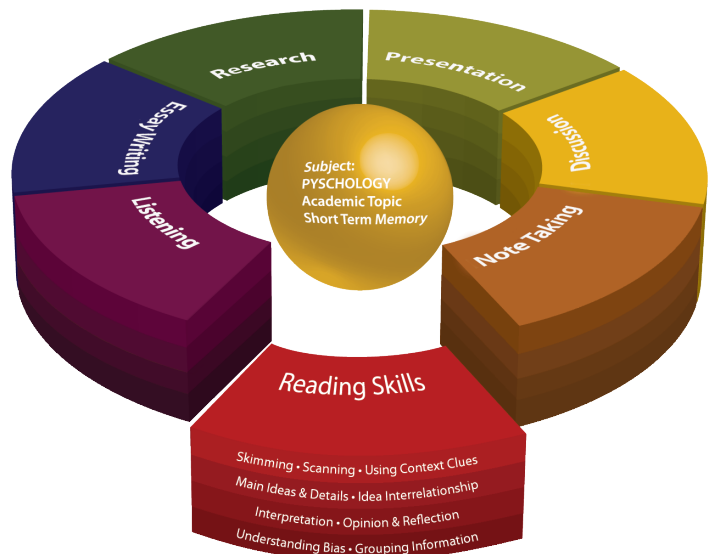 Research
Presentation
Essay Writing
Discussion
Subject:
PYSCHOLOGY
Academic Topic
Short Term Memory
Listening
Note Taking
Reading Skills
Skimming • Scanning • Using Context Clues
Main Ideas & Details • Idea Interrelationship
Interpretation • Opinion & Reflection
Understanding Bias • Grouping Information